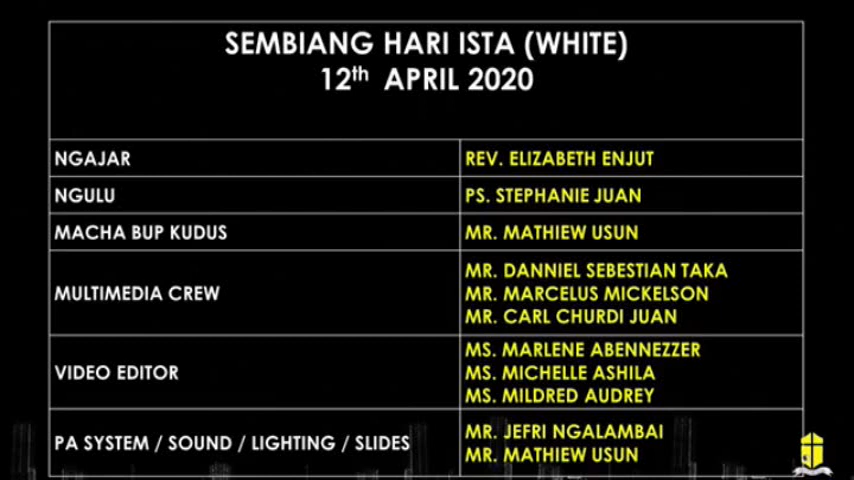 SEMBIANG HARI ISTA (WHITE)
12th APRIL 2020
NGAJAR
REV. ELIZABETH ENJUT
NGULU
PS. STEPHANIE JUAN
MACHA BUP KUDUS
MR. MATHIEW USUN
MULTIMEDIA CREW
MR. DANNIEL SEBESTIAN TAKA
MR. MARCELUS MICKELSON
MR. CARL CHURDI JUAN
VIDEO EDITOR
MS. MARLENE ABENNEZZER
MS. MICHELLE ASHILA
MS. MILDRED AUDREY
PA SYSTEM / SOUND / LIGHTING / SLIDES
MR. JEFRI NGALAMBAI
MR. MATHIEW USUN